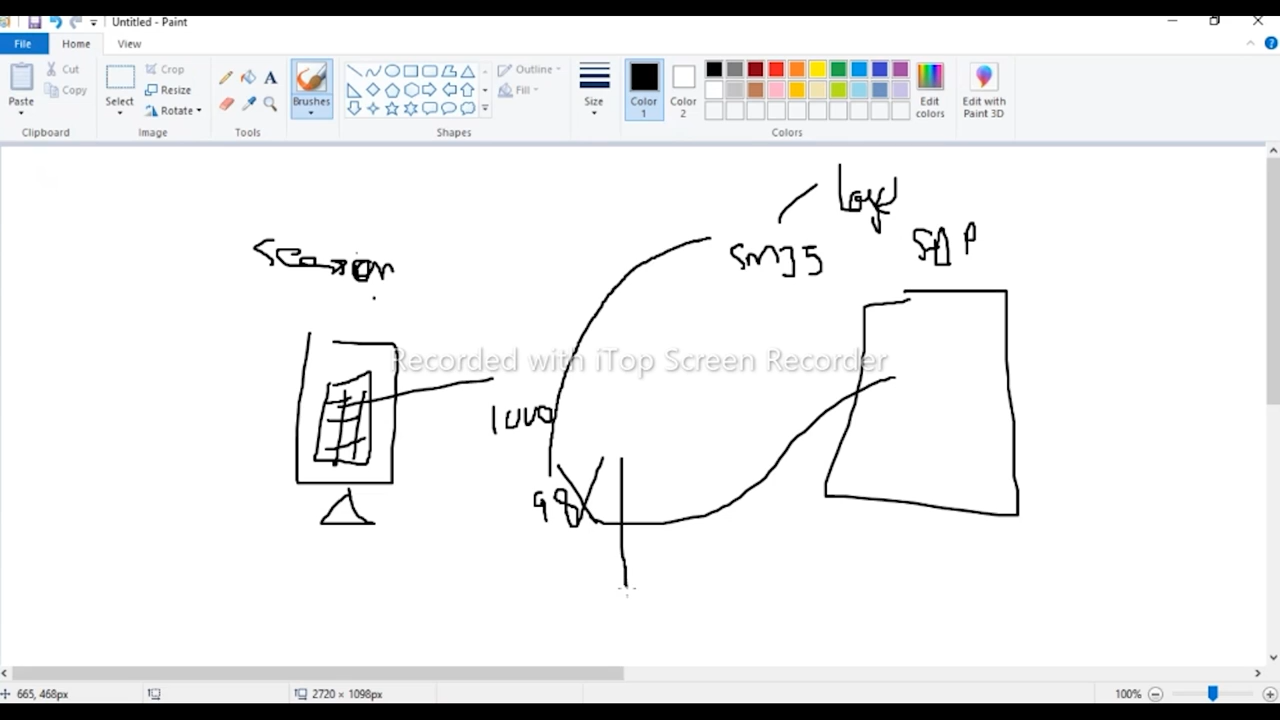 Untitled - Paint
File Home View
Cut
Copy
Paste
Clipboard
Select
Crop
Resize
Rotate
Image
Tools
Brushes
Outline
Fill
Shapes
Size
Color 1
Color 2
Edit colors
Colors
Edit with Paint 3D
SAP
SM35
Recorded with iTop Screen Recorder
1000
98
665, 468px
2720 × 1098px
100%